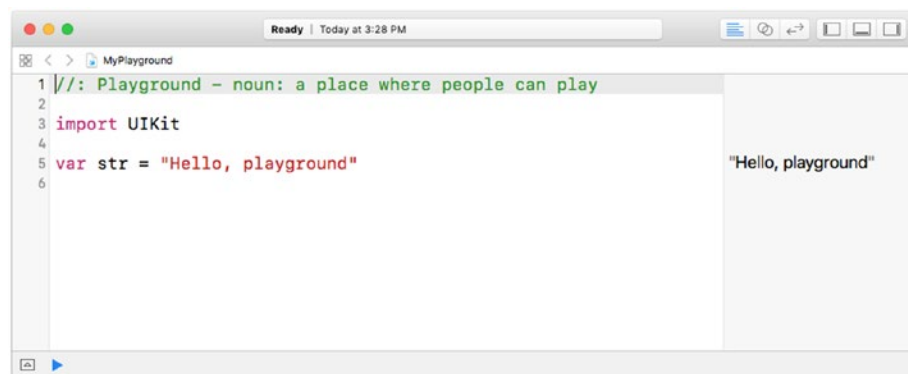 Ready | Today at 3:28 PM
MyPlayground
1 //: Playground – noun: a place where people can play
2
3 import UIKit
4
5 var str = "Hello, playground" "Hello, playground"
6